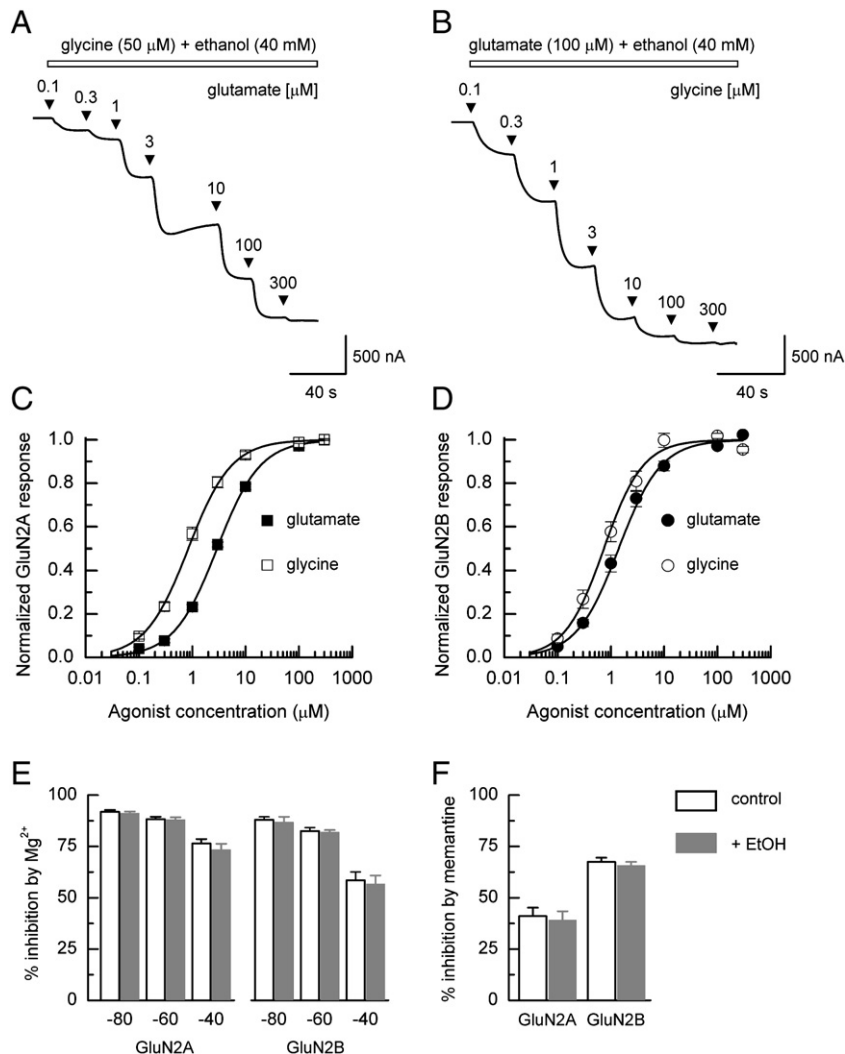 A
glycine (50 μM) + ethanol (40 mM)
glutamate [μM]
0.1
0.3
1
3
10
100
300
500 nA
40 s
B
glutamate (100 μM) + ethanol (40 mM)
glycine [μM]
0.1
0.3
1
3
10
100
300
500 nA
40 s
C
Normalized GluN2A response
1.0
0.8
0.6
0.4
0.2
0.0
glutamate
glycine
0.01 0.1 1 10 100 1000
Agonist concentration (μM)
D
Normalized GluN2B response
1.0
0.8
0.6
0.4
0.2
0.0
glutamate
glycine
0.01 0.1 1 10 100 1000
Agonist concentration (μM)
E
% inhibition by Mg²⁺
100
75
50
25
0
-80 -60 -40 -80 -60 -40
GluN2A GluN2B
F
% inhibition by memantine
100
75
50
25
0
GluN2A GluN2B
control
+ EtOH